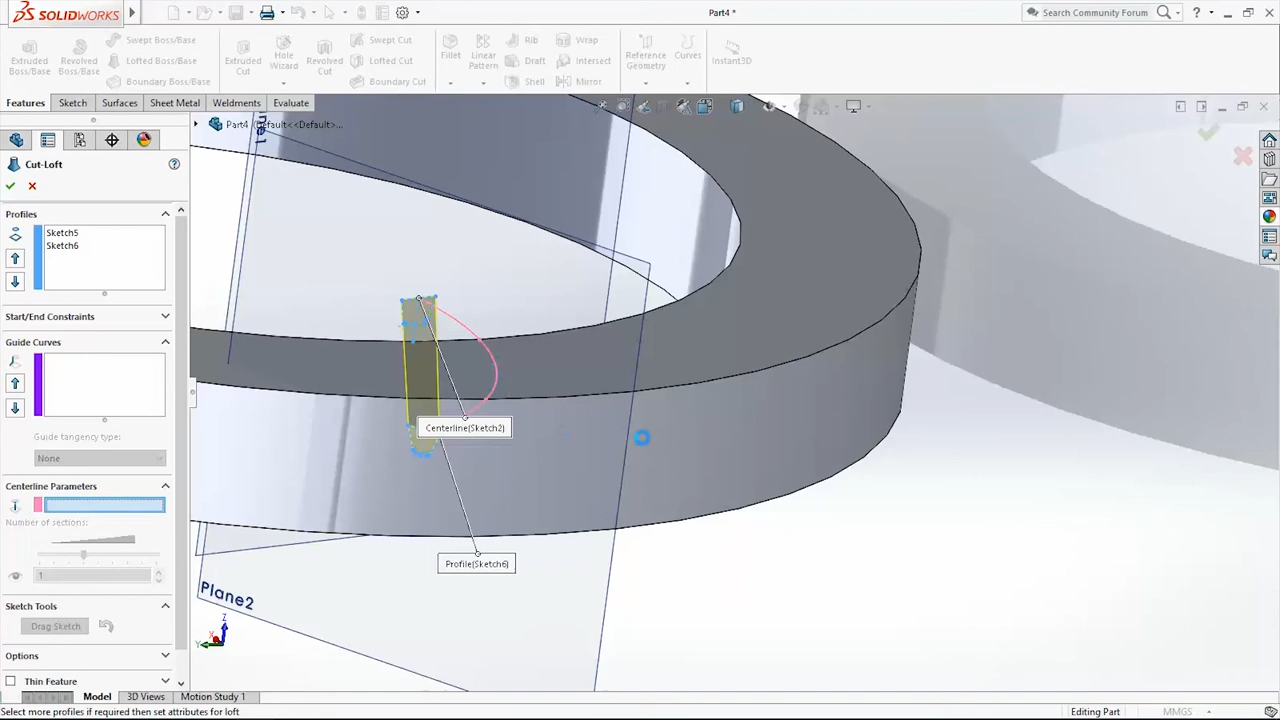 SOLIDWORKS
Part4 *
Search Community Forum
Extruded Boss/Base
Revolved Boss/Base
Swept Boss/Base
Lofted Boss/Base
Boundary Boss/Base
Extruded Cut
Hole Wizard
Revolved Cut
Swept Cut
Lofted Cut
Boundary Cut
Fillet
Linear Pattern
Rib
Draft
Shell
Wrap
Intersect
Mirror
Reference Geometry
Curves
Instant3D
Features Sketch Surfaces Sheet Metal Weldments Evaluate
Part4 (Default<<Default>...
Cut-Loft
Profiles
Sketch5
Sketch6
Start/End Constraints
Guide Curves
Guide tangency type:
None
Centerline Parameters
Number of sections:
1
Sketch Tools
Drag Sketch
Options
Thin Feature
Centerline(Sketch2)
Profile(Sketch6)
Plane2
Z
Y
X
Model 3D Views Motion Study 1
Select more profiles if required then set attributes for loft
Editing Part
MMGS